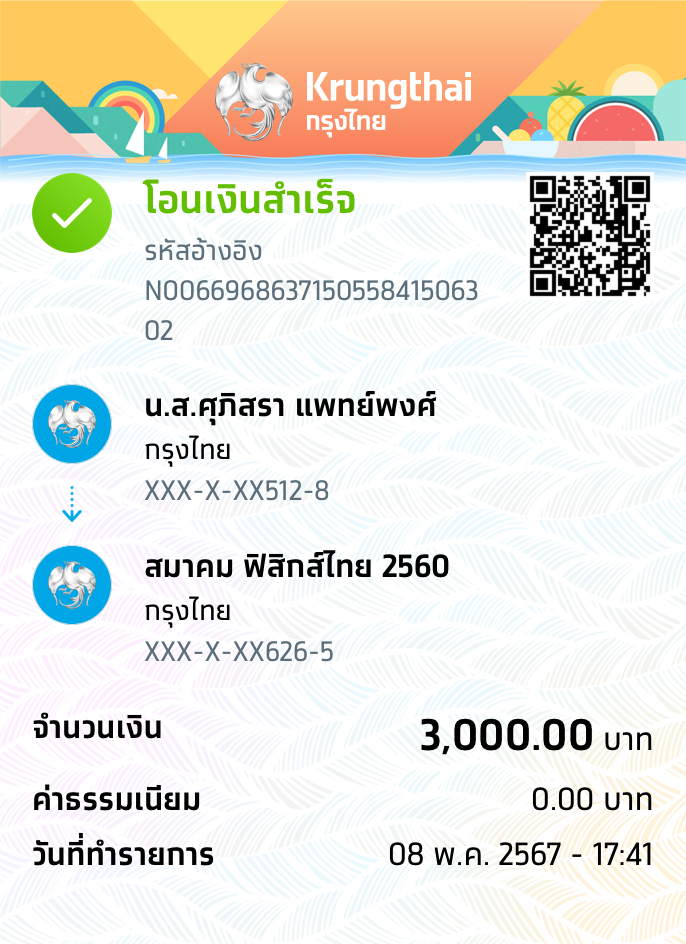 Krungthai
กรุงไทย
โอนเงินสำเร็จ
รหัสอ้างอิง
N0066968637150558415063
02
น.ส.ศุภิสรา แพทย์พงศ์
กรุงไทย
XXX-X-XX512-8
สมาคม ฟิสิกส์ไทย 2560
กรุงไทย
XXX-X-XX626-5
จำนวนเงิน 3,000.00 บาท
ค่าธรรมเนียม 0.00 บาท
วันที่ทำรายการ 08 พ.ค. 2567 - 17:41